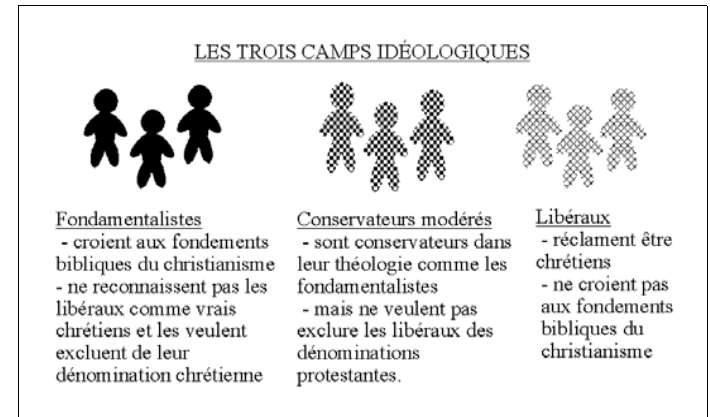 LES TROIS CAMPS IDÉOLOGIQUES
Fondamentalistes
- croient aux fondements
bibliques du christianisme
- ne reconnaissent pas les
libéraux comme vrais
chrétiens et les veulent
excluent de leur
dénomination chrétienne
Conservateurs modérés
- sont conservateurs dans
leur théologie comme les
fondamentalistes
- mais ne veulent pas
exclure les libéraux des
dénominations
protestantes.
Libéraux
- réclament être
chrétiens
- ne croient pas
aux fondements
bibliques du
christianisme